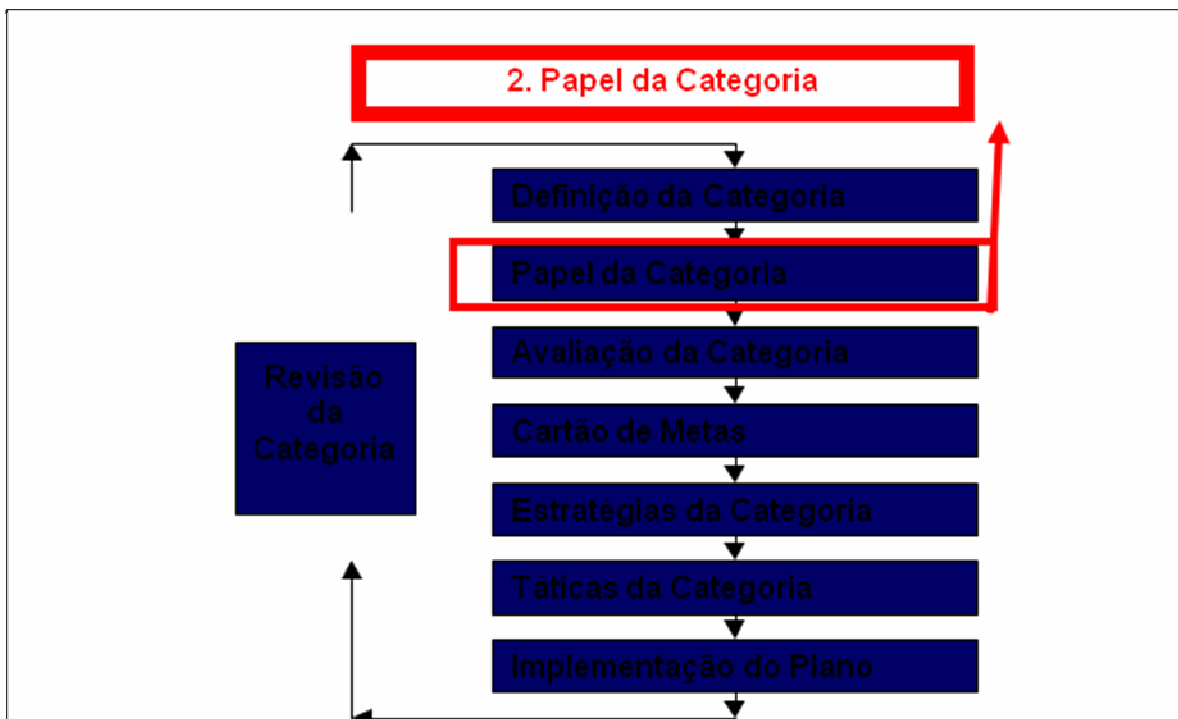 2. Papel da Categoria
Definição da Categoria
Papel da Categoria
Avaliação da Categoria
Cartão de Metas
Estratégias da Categoria
Táticas da Categoria
Implementação do Plano
Revisão
da
Categoria